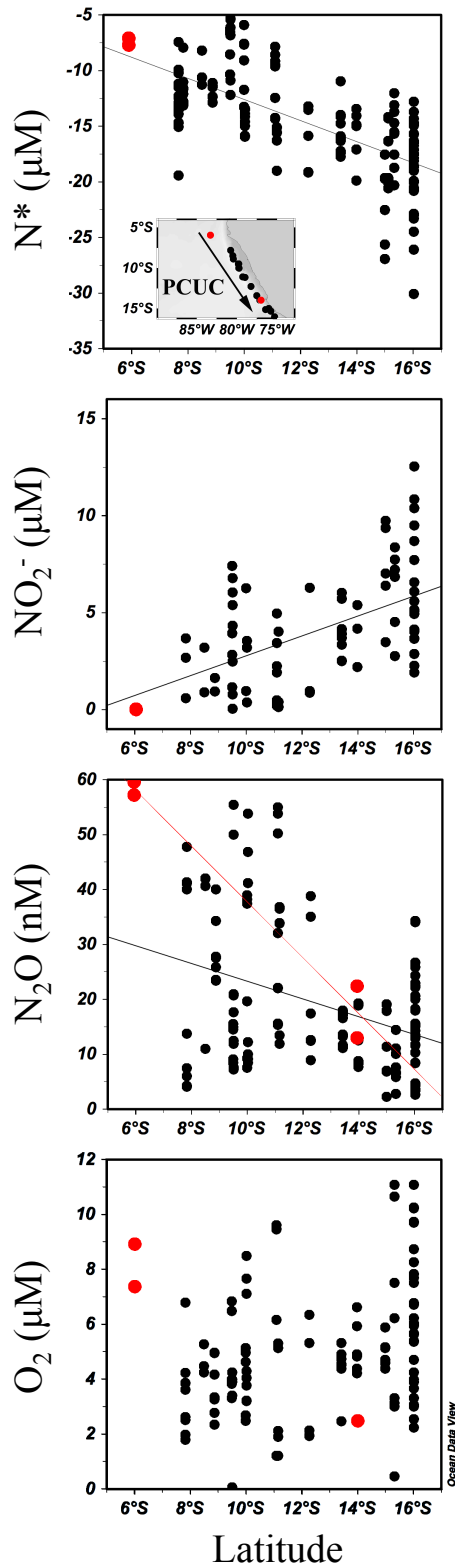 N* (μM)
-5
-10
-15
-20
-25
-30
-35
5°S
10°S
15°S
PCUC
85°W 80°W 75°W
6°S 8°S 10°S 12°S 14°S 16°S
NO₂⁻ (μM)
15
10
5
0
6°S 8°S 10°S 12°S 14°S 16°S
N₂O (nM)
60
50
40
30
20
10
0
6°S 8°S 10°S 12°S 14°S 16°S
O₂ (μM)
12
10
8
6
4
2
0
6°S 8°S 10°S 12°S 14°S 16°S
Ocean Data View
Latitude